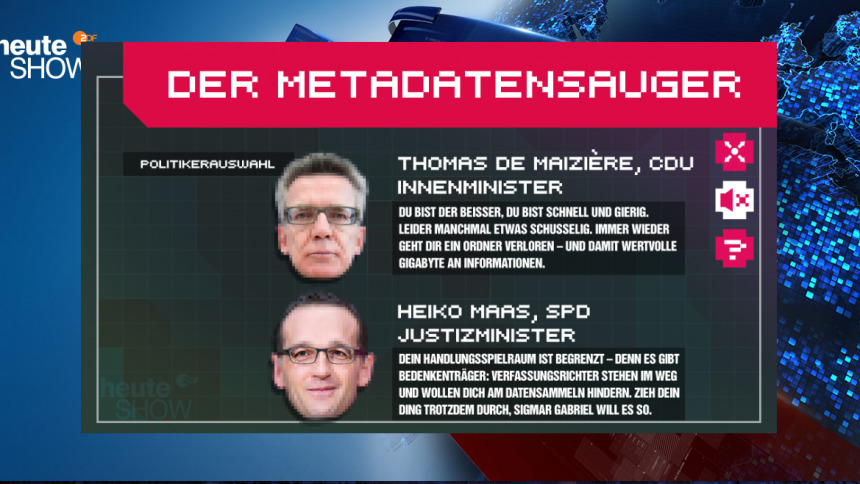 ZDF
heute
SHOW
DER METADATENSAUGER
POLITIKERAUSWAHL
THOMAS DE MAIZIÈRE, CDU
INNENMINISTER
DU BIST DER BEISSER, DU BIST SCHNELL UND GIERIG.
LEIDER MANCHMAL ETWAS SCHUSSELIG. IMMER WIEDER
GEHT DIR EIN ORDNER VERLOREN – UND DAMIT WERTVOLLE
GIGABYTE AN INFORMATIONEN.
?
HEIKO MAAS, SPD
JUSTIZMINISTER
DEIN HANDLUNGSSPIELRAUM IST BEGRENZT – DENN ES GIBT
BEDENKENTRÄGER: VERFASSUNGSRICHTER STEHEN IM WEG
UND WOLLEN DICH AM DATENSAMMELN HINDERN. ZIEH DEIN
DING TROTZDEM DURCH, SIGMAR GABRIEL WILL ES SO.
heute
SHOW